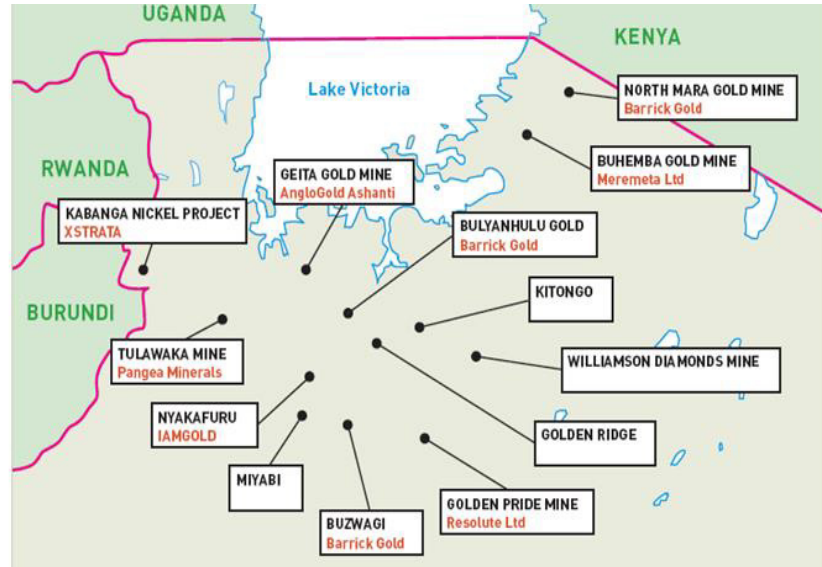 UGANDA
KENYA
Lake Victoria
NORTH MARA GOLD MINE
Barrick Gold
RWANDA
BUHEMBA GOLD MINE
Meremeta Ltd
GEITA GOLD MINE
AngloGold Ashanti
KABANGA NICKEL PROJECT
XSTRATA
BULYANHULU GOLD
Barrick Gold
KITONGO
BURUNDI
TULAWAKA MINE
Pangea Minerals
WILLIAMSON DIAMONDS MINE
NYAKAFURU
IAMGOLD
GOLDEN RIDGE
MIYABI
GOLDEN PRIDE MINE
Resolute Ltd
BUZWAGI
Barrick Gold